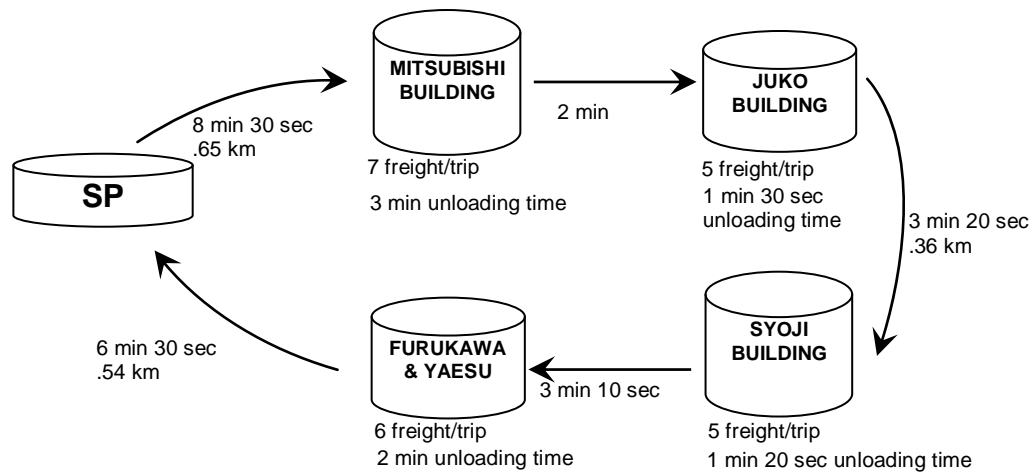 MITSUBISHI
BUILDING
7 freight/trip
3 min unloading time
2 min
JUKO
BUILDING
5 freight/trip
1 min 30 sec
unloading time
8 min 30 sec
.65 km
SP
3 min 20 sec
.36 km
SYOJI
BUILDING
5 freight/trip
1 min 20 sec unloading time
3 min 10 sec
FURUKAWA
& YAESU
6 freight/trip
2 min unloading time
6 min 30 sec
.54 km